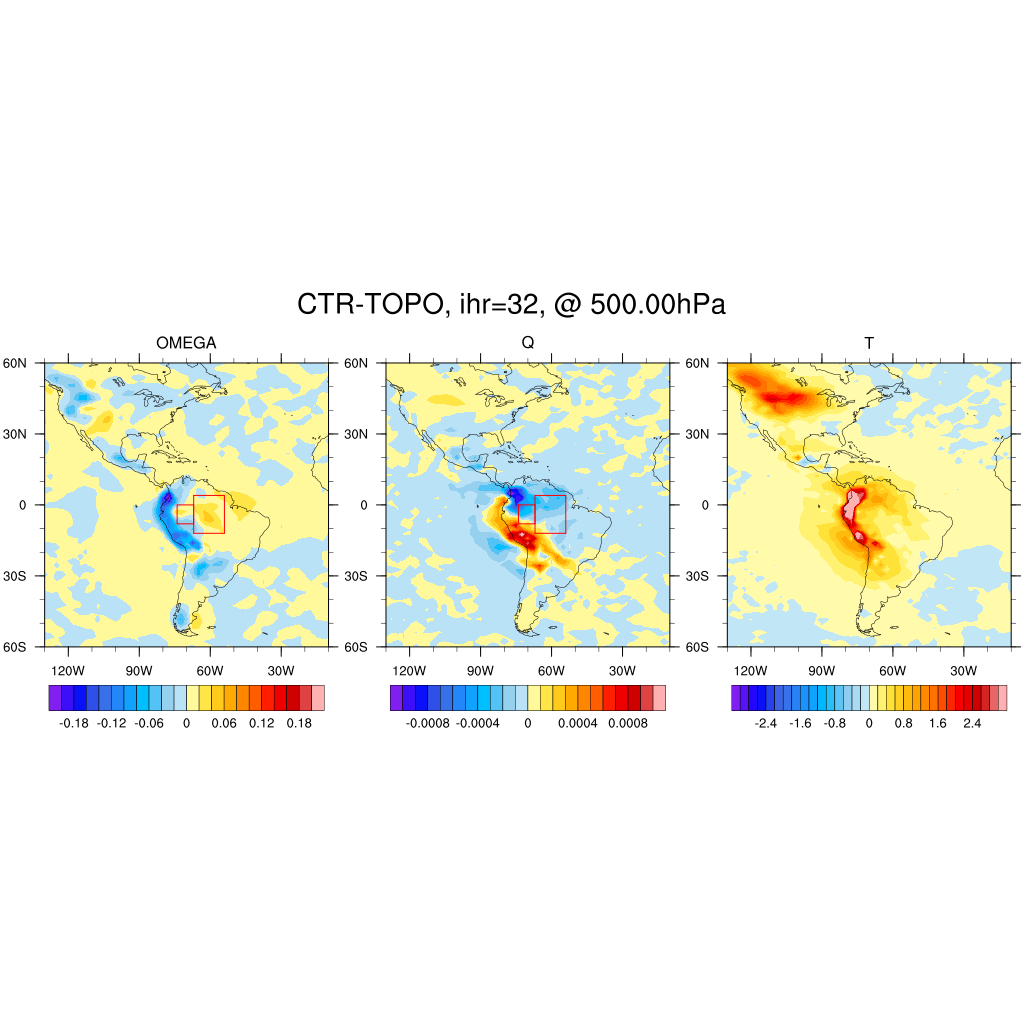 CTR-TOPO, ihr=32, @ 500.00hPa
OMEGA Q T
60N 60N 60N
30N 30N 30N
0 0 0
30S 30S 30S
60S 60S 60S
120W 90W 60W 30W 120W 90W 60W 30W 120W 90W 60W 30W
-0.18 -0.12 -0.06 0 0.06 0.12 0.18 -0.0008 -0.0004 0 0.0004 0.0008 -2.4 -1.6 -0.8 0 0.8 1.6 2.4